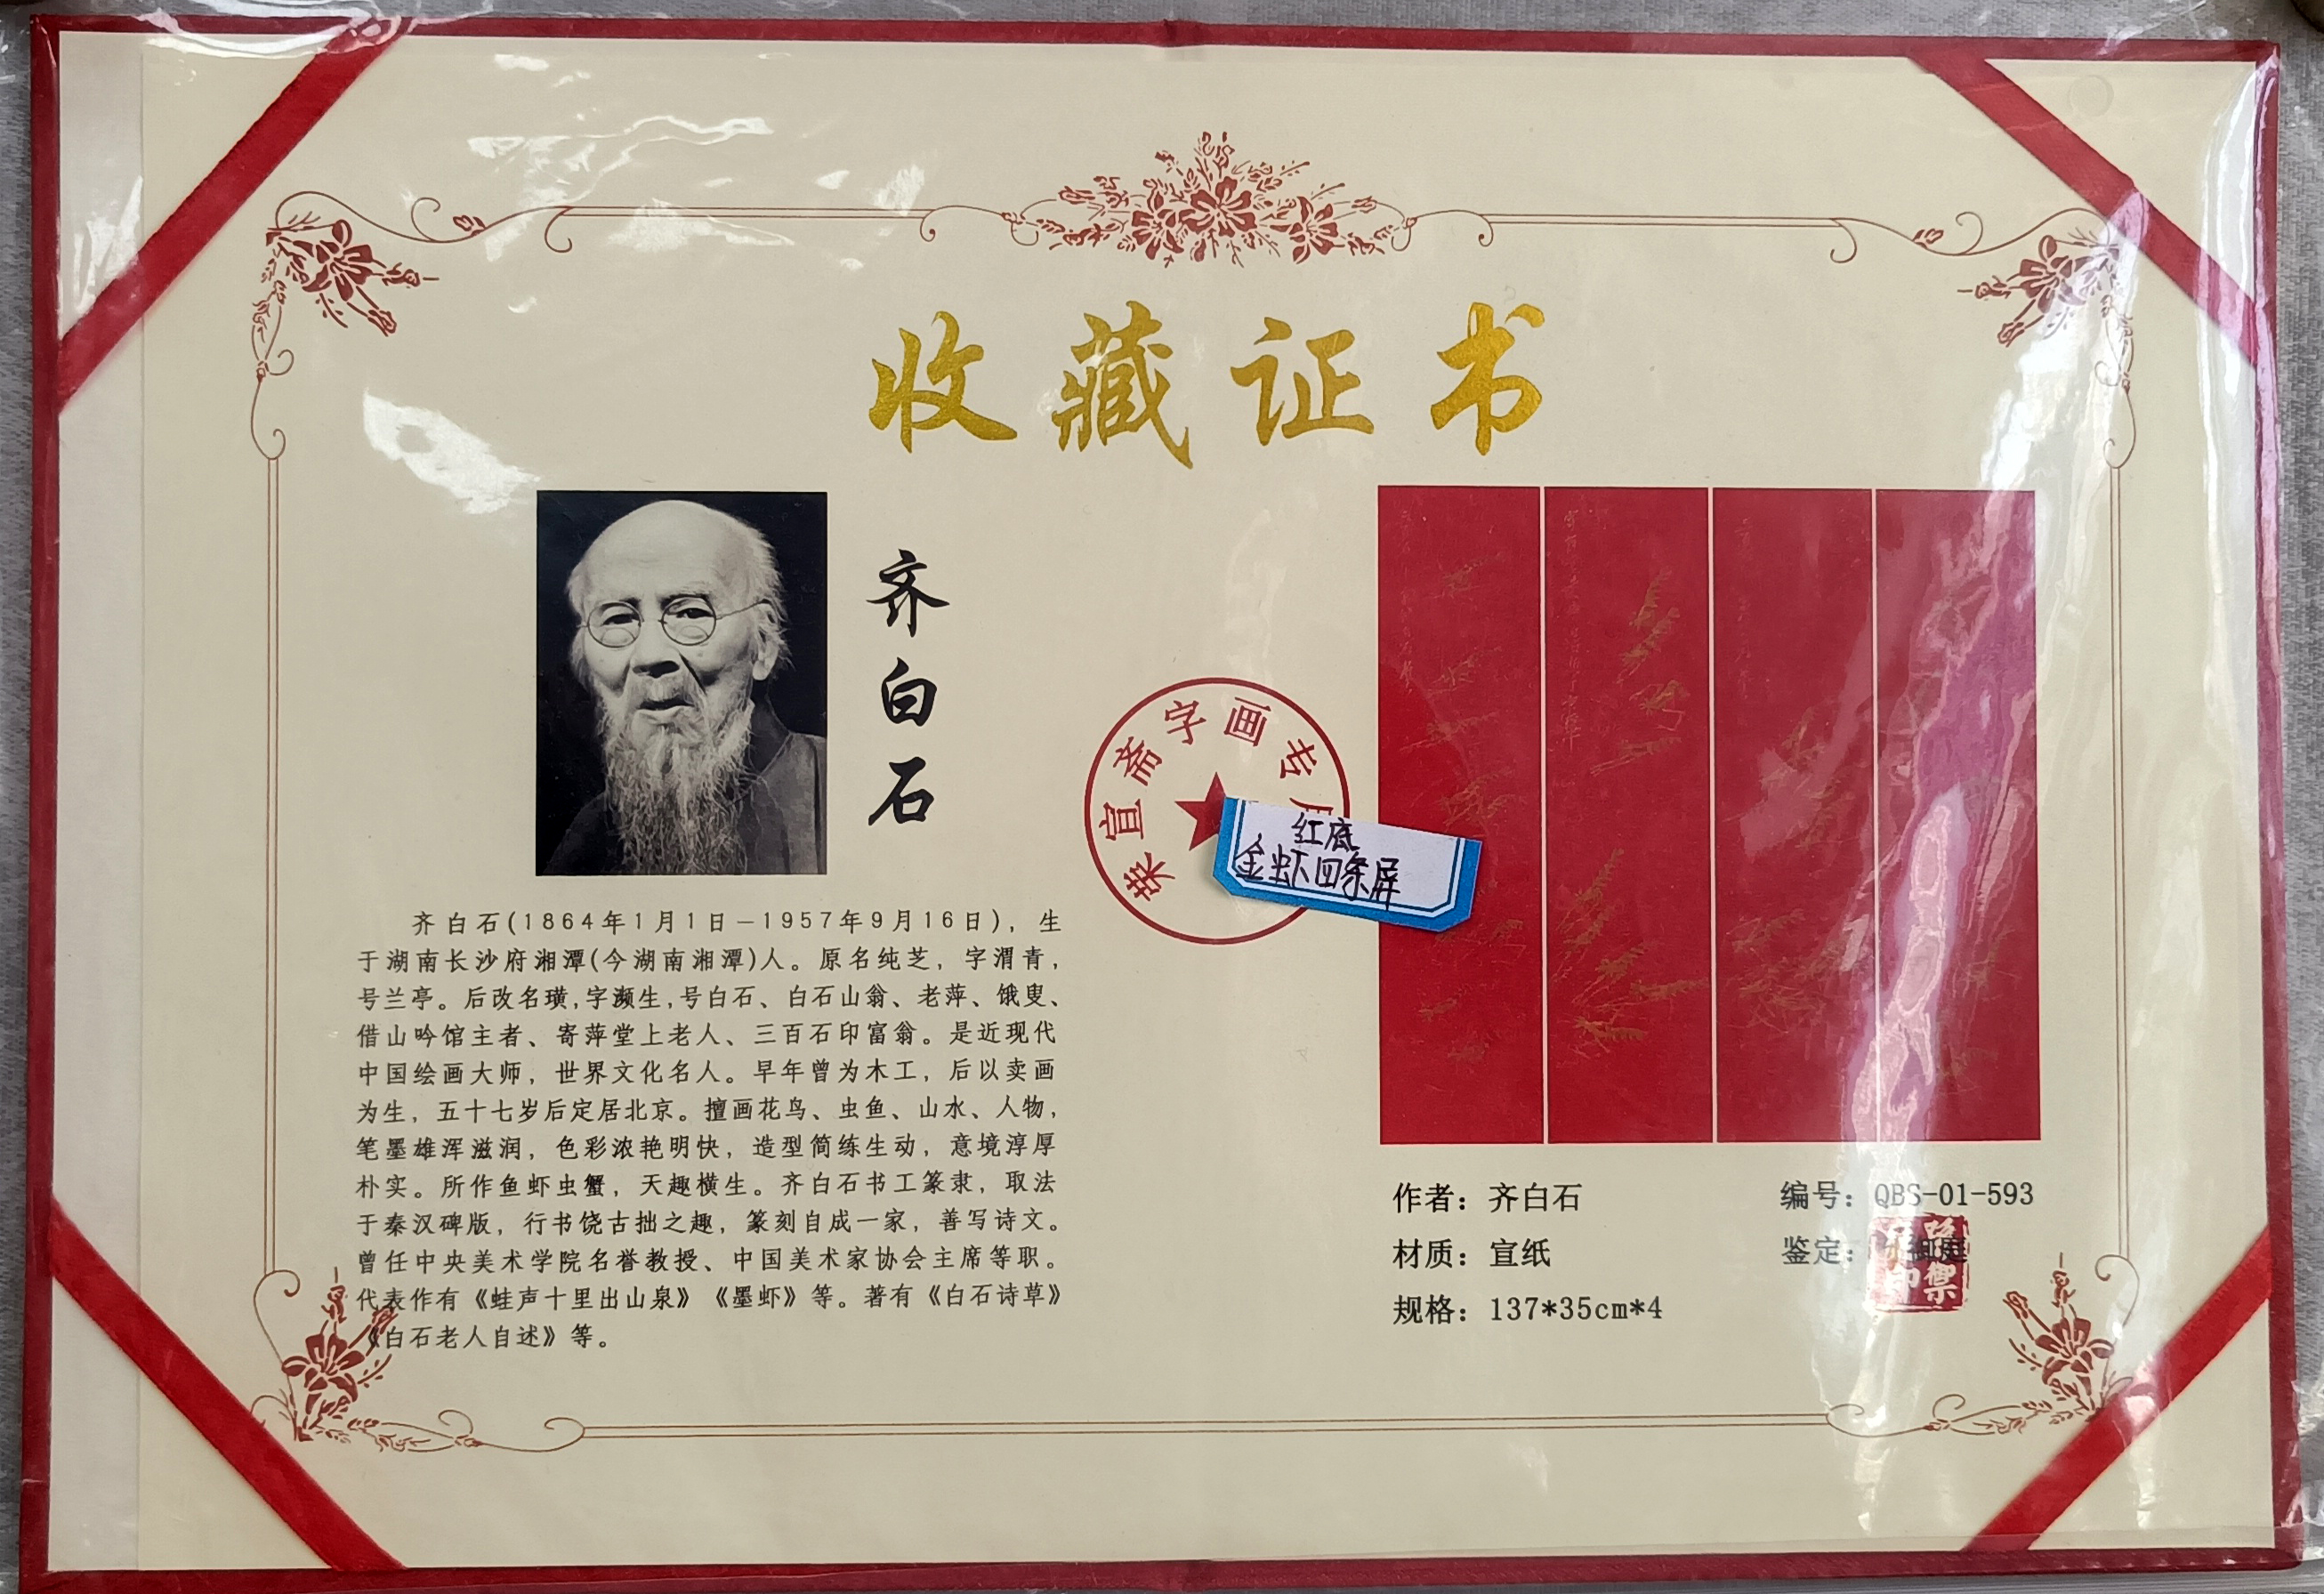 收藏证书
齐白石
荣宣斋字画专
红底
金虾四条屏
齐白石(1864年1月1日－1957年9月16日)，生
于湖南长沙府湘潭(今湖南湘潭)人。原名纯芝，字渭青，
号兰亭。后改名璜,字濒生,号白石、白石山翁、老萍、饿叟、
借山吟馆主者、寄萍堂上老人、三百石印富翁。是近现代
中国绘画大师，世界文化名人。早年曾为木工，后以卖画
为生，五十七岁后定居北京。擅画花鸟、虫鱼、山水、人物，
笔墨雄浑滋润，色彩浓艳明快，造型简练生动，意境淳厚
朴实。所作鱼虾虫蟹，天趣横生。齐白石书工篆隶，取法
于秦汉碑版，行书饶古拙之趣，篆刻自成一家，善写诗文。
曾任中央美术学院名誉教授、中国美术家协会主席等职。
代表作有《蛙声十里出山泉》《墨虾》等。著有《白石诗草》
《白石老人自述》等。
作者：齐白石
材质：宣纸
规格：137*35cm*4
编号：QBS-01-593
鉴定：